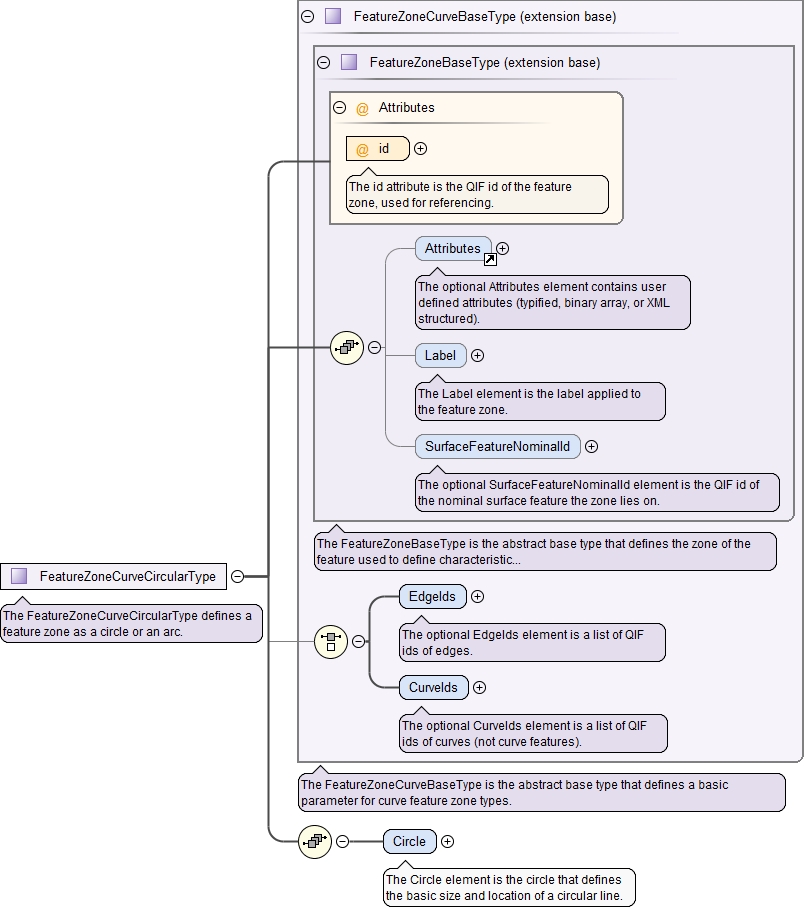 FeatureZoneCurveBaseType (extension base)
FeatureZoneBaseType (extension base)
@ Attributes
@ id
The id attribute is the QIF id of the feature
zone, used for referencing.
Attributes
The optional Attributes element contains user
defined attributes (typified, binary array, or XML
structured).
Label
The Label element is the label applied to
the feature zone.
SurfaceFeatureNominalId
The optional SurfaceFeatureNominalId element is the QIF id of
the nominal surface feature the zone lies on.
The FeatureZoneBaseType is the abstract base type that defines the zone of the
feature used to define characteristic...
FeatureZoneCurveCircularType
The FeatureZoneCurveCircularType defines a
feature zone as a circle or an arc.
EdgeIds
The optional EdgeIds element is a list of QIF
ids of edges.
CurveIds
The optional CurveIds element is a list of QIF
ids of curves (not curve features).
The FeatureZoneCurveBaseType is the abstract base type that defines a basic
parameter for curve feature zone types.
Circle
The Circle element is the circle that defines
the basic size and location of a circular line.